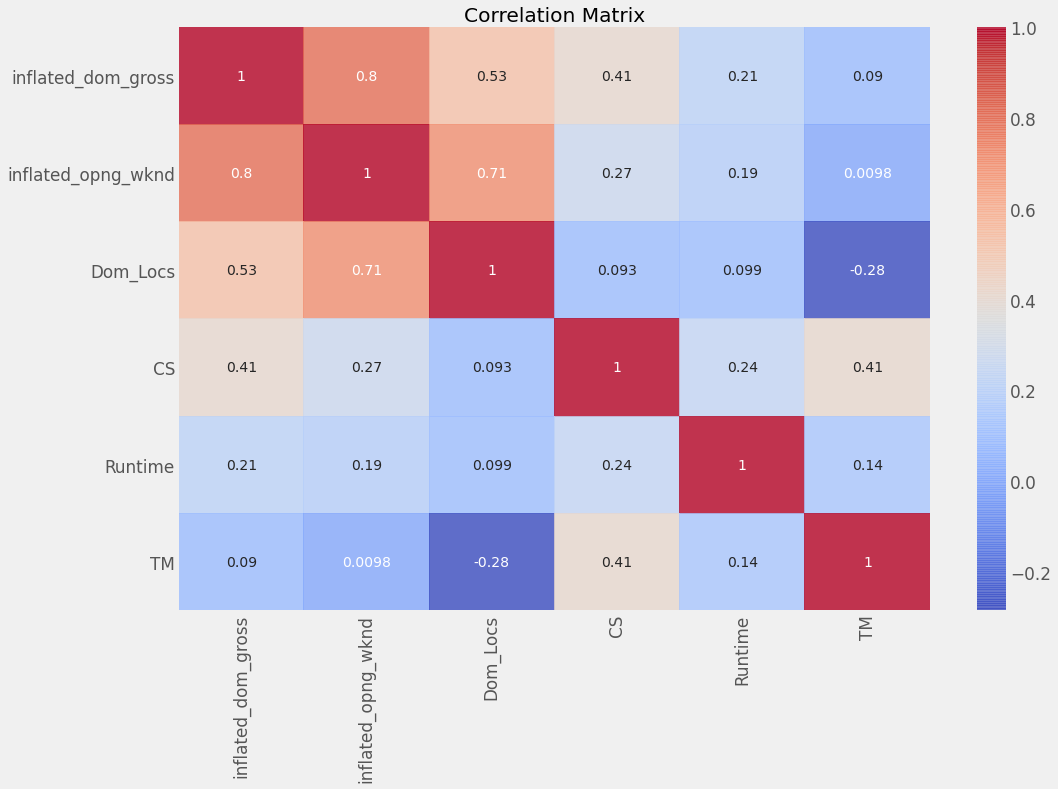 Correlation Matrix
inflated_dom_gross 1 0.8 0.53 0.41 0.21 0.09
inflated_opng_wknd 0.8 1 0.71 0.27 0.19 0.0098
Dom_Locs 0.53 0.71 1 0.093 0.099 -0.28
CS 0.41 0.27 0.093 1 0.24 0.41
Runtime 0.21 0.19 0.099 0.24 1 0.14
TM 0.09 0.0098 -0.28 0.41 0.14 1
inflated_dom_gross
inflated_opng_wknd
Dom_Locs
CS
Runtime
TM
1.0
0.8
0.6
0.4
0.2
0.0
−0.2